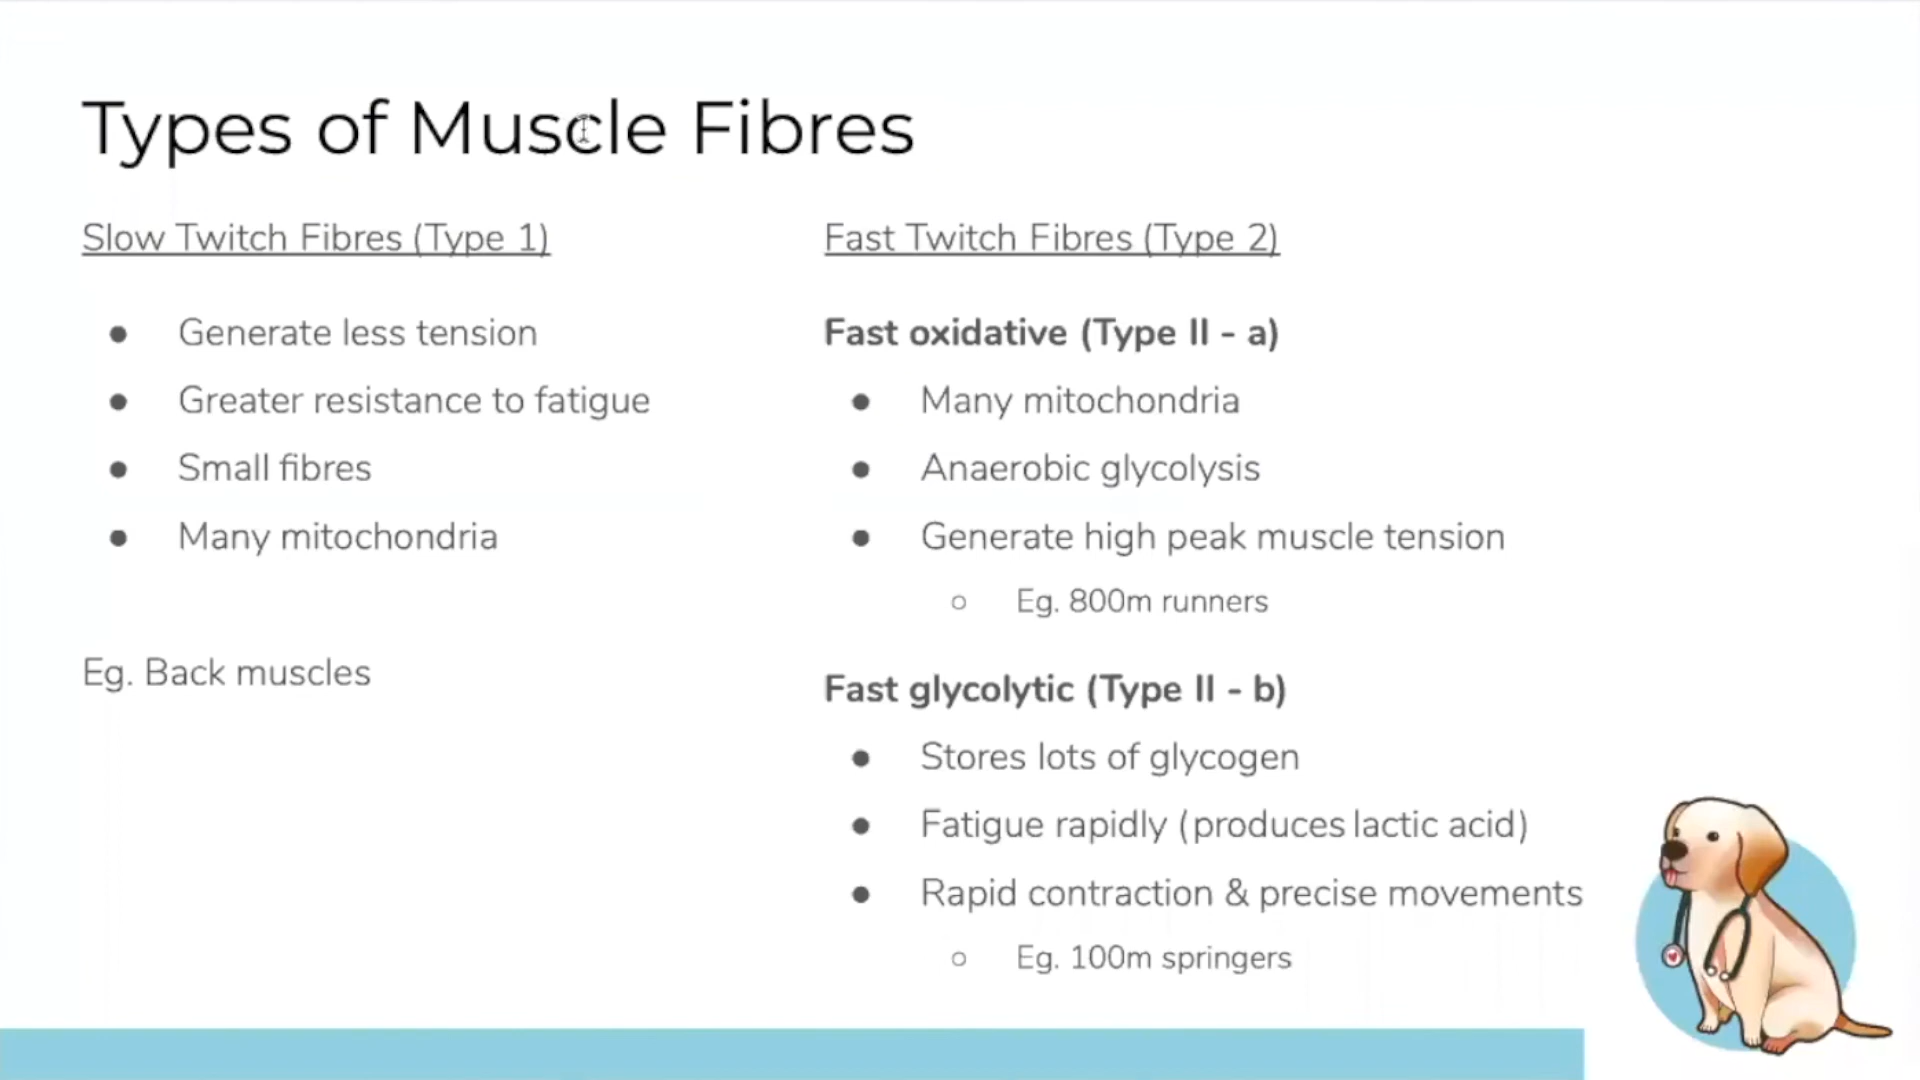 Types of Muscle Fibres
Slow Twitch Fibres (Type 1)
Generate less tension
Greater resistance to fatigue
Small fibres
Many mitochondria
Eg. Back muscles
Fast Twitch Fibres (Type 2)
Fast oxidative (Type II - a)
Many mitochondria
Anaerobic glycolysis
Generate high peak muscle tension
Eg. 800m runners
Fast glycolytic (Type II - b)
Stores lots of glycogen
Fatigue rapidly (produces lactic acid)
Rapid contraction & precise movements
Eg. 100m springers